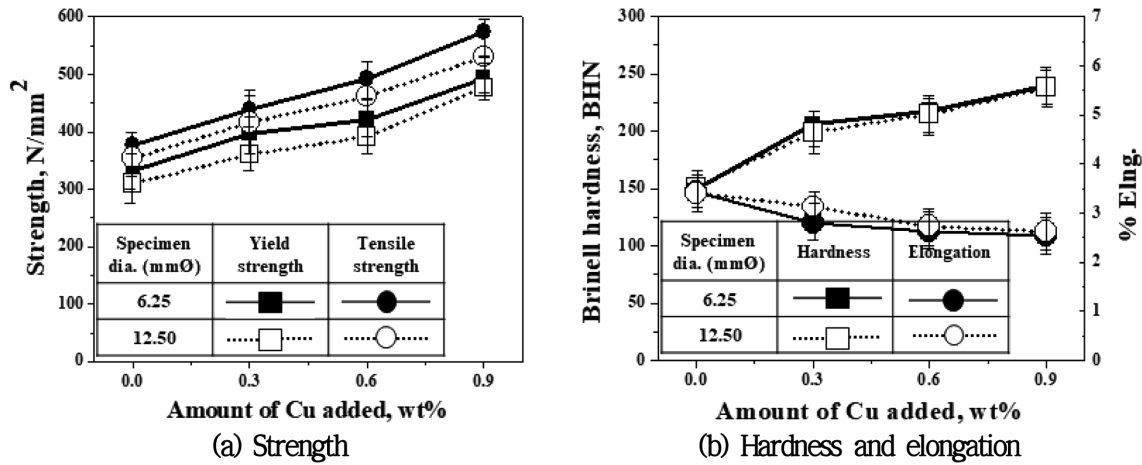 600
500
400
300
200
100
0
Strength, N/mm²
Specimen dia. (mmØ) Yield strength Tensile strength
6.25
12.50
0.0 0.3 0.6 0.9
Amount of Cu added, wt%
(a) Strength
300
250
200
150
100
50
0
Brinell hardness, BHN
7
6
5
4
3
2
1
0
% Elng.
Specimen dia. (mmØ) Hardness Elongation
6.25
12.50
0.0 0.3 0.6 0.9
Amount of Cu added, wt%
(b) Hardness and elongation